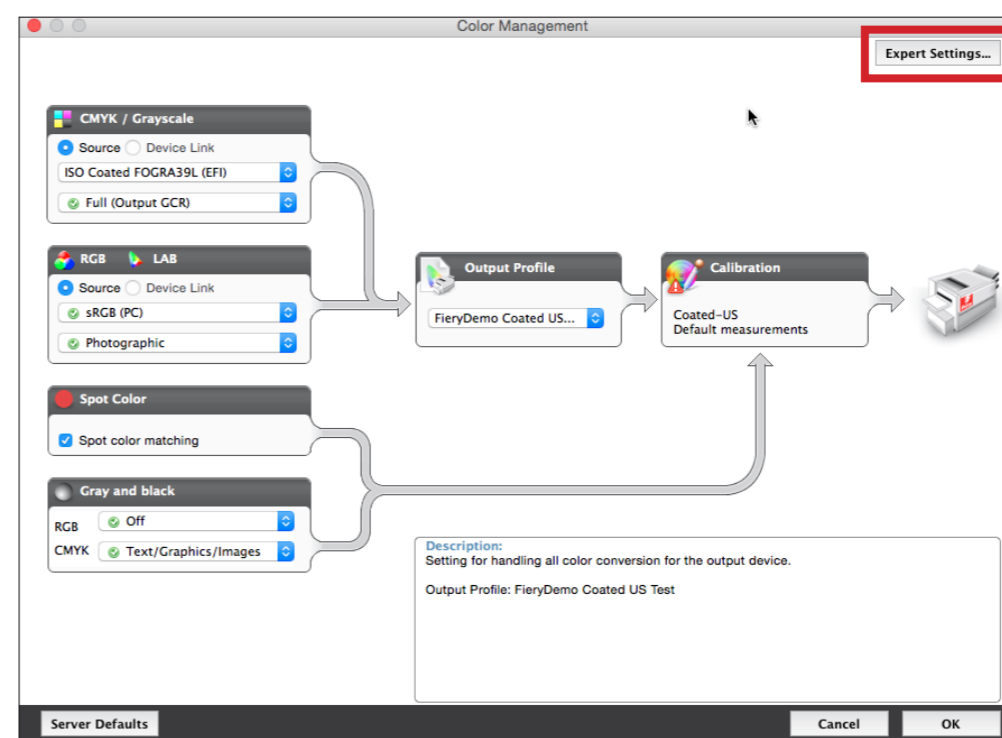 Color Management
Expert Settings...
CMYK / Grayscale
Source Device Link
ISO Coated FOGRA39L (EFI)
Full (Output GCR)
RGB LAB
Source Device Link
sRGB (PC)
Photographic
Output Profile
FieryDemo Coated US...
Calibration
Coated-US
Default measurements
Spot Color
Spot color matching
Gray and black
RGB Off
CMYK Text/Graphics/Images
Description:
Setting for handling all color conversion for the output device.
Output Profile: FieryDemo Coated US Test
Server Defaults
Cancel
OK